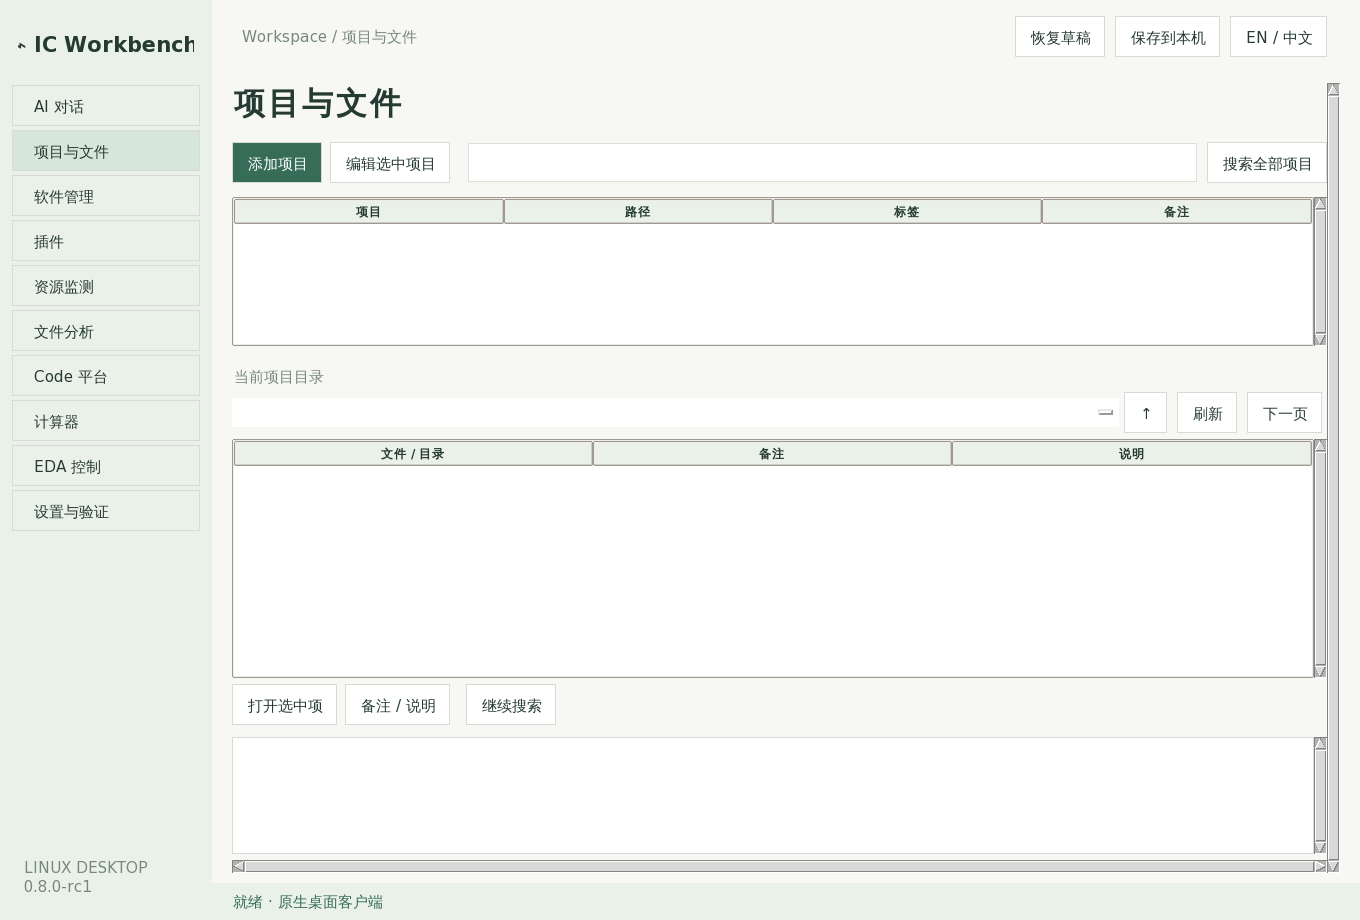 IC Workbench
AI 对话
项目与文件
软件管理
插件
资源监测
文件分析
Code 平台
计算器
EDA 控制
设置与验证
LINUX DESKTOP
0.8.0-rc1
Workspace / 项目与文件
恢复草稿
保存到本机
EN / 中文
项目与文件
添加项目
编辑选中项目
搜索全部项目
项目
路径
标签
备注
当前项目目录
↑
刷新
下一页
文件 / 目录
备注
说明
打开选中项
备注 / 说明
继续搜索
就绪 · 原生桌面客户端